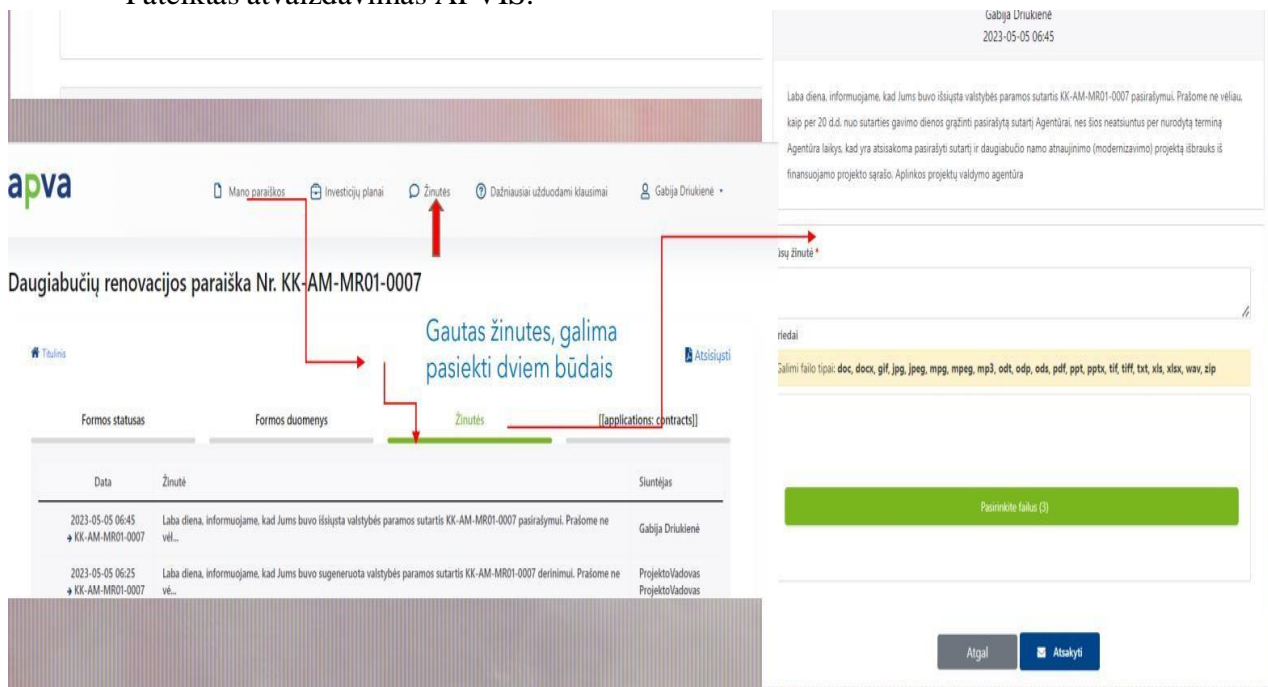 Pateiktas atvaizdavimas APVIS:
apva
Mano paraiškos
Investicijų planai
Žinutės
Dažniausiai užduodami klausimai
Gabija Driukienė
Daugiabučių renovacijos paraiška Nr. KK-AM-MR01-0007
Gautas žinutes, galima
pasiekti dviem būdais
Titulinis
Atsisiųsti
Formos statusas
Formos duomenys
Žinutės
[[applications: contracts]]
Data
Žinutė
Siuntėjas
2023-05-05 06:45
KK-AM-MR01-0007
Laba diena, informuojame, kad Jums buvo išsiųsta valstybės paramos sutartis KK-AM-MR01-0007 pasirašymui. Prašome ne
vėl...
Gabija Driukienė
2023-05-05 06:25
KK-AM-MR01-0007
Laba diena, informuojame, kad Jums buvo sugeneruota valstybės paramos sutartis KK-AM-MR01-0007 derinimui. Prašome ne
vė...
ProjektoVadovas
ProjektoVadovas
Gabija Driukienė
2023-05-05 06:45
Laba diena, informuojame, kad Jums buvo išsiųsta valstybės paramos sutartis KK-AM-MR01-0007 pasirašymui. Prašome ne vėliau,
kaip per 20 d.d. nuo sutarties gavimo dienos grąžinti pasirašytą sutartį Agentūrai, nes šios neatsiuntus per nurodytą terminą
Agentūra laikys, kad yra atsisakoma pasirašyti sutartį ir daugiabučio namo atnaujinimo (modernizavimo) projektą išbrauks iš
finansuojamo projekto sąrašo. Aplinkos projektų valdymo agentūra
ūsų žinutė *
riedai
Galimi failo tipai: doc, docx, gif, jpg, jpeg, mpg, mpeg, mp3, odt, odp, ods, pdf, ppt, pptx, tif, tiff, txt, xls, xlsx, wav, zip
Pasirinkite failus (3)
Atgal
Atsakyti